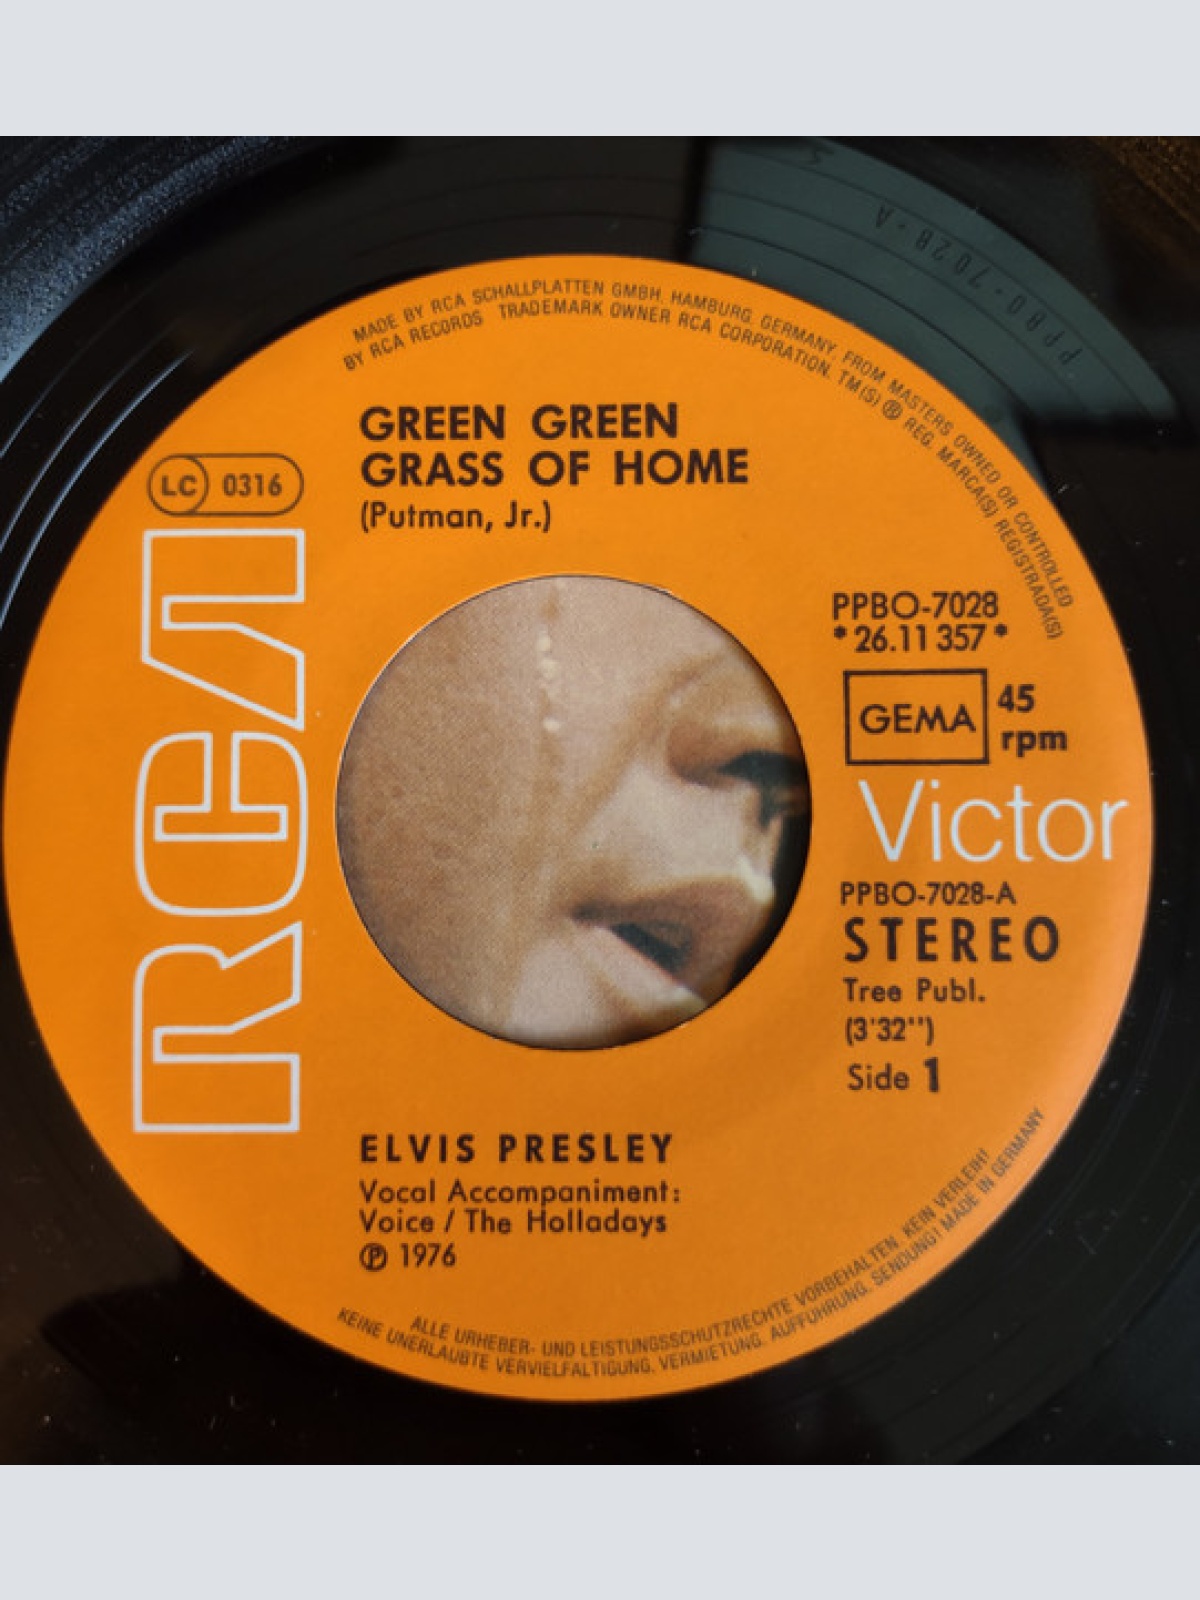 MADE BY RCA SCHALLPLATTEN GMBH, HAMBURG, GERMANY, FROM MASTERS OWNED OR CONTROLLED
BY RCA RECORDS TRADEMARK OWNER RCA CORPORATION. TM(S) ® REG. MARCA(S) REGISTRADA(S)
PPBO-7028-A
GREEN GREEN
GRASS OF HOME
(Putman, Jr.)
LC 0316
RCA
PPBO-7028
* 26.11 357 *
GEMA 45 rpm
Victor
PPBO-7028-A
STEREO
Tree Publ.
(3'32'')
Side 1
ELVIS PRESLEY
Vocal Accompaniment:
Voice / The Holladays
℗ 1976
ALLE URHEBER- UND LEISTUNGSSCHUTZRECHTE VORBEHALTEN. KEIN VERLEIH!
KEINE UNERLAUBTE VERVIELFALTIGUNG, VERMIETUNG, AUFFUHRUNG, SENDUNG! MADE IN GERMANY